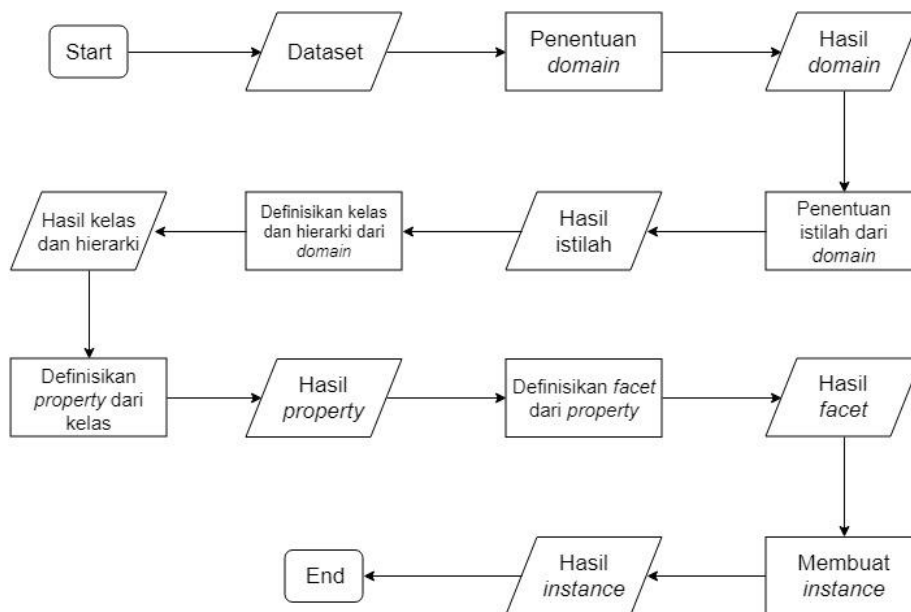 Start
Dataset
Penentuan
domain
Hasil
domain
Penentuan
istilah dari
domain
Hasil
istilah
Definisikan kelas
dan hierarki dari
domain
Hasil kelas
dan hierarki
Definisikan
property dari
kelas
Hasil
property
Definisikan facet
dari property
Hasil
facet
Membuat
instance
Hasil
instance
End